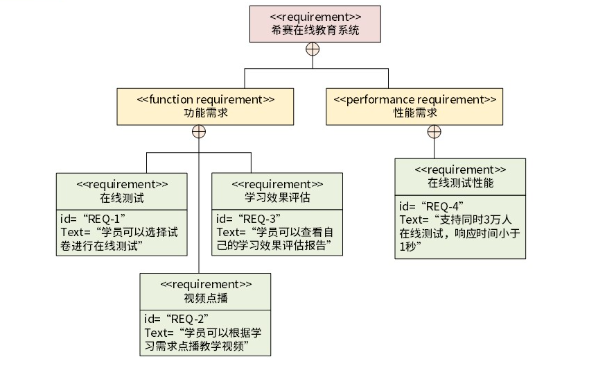 <<requirement>>
希赛在线教育系统
<<function requirement>>
功能需求
<<performance requirement>>
性能需求
<<requirement>>
在线测试
id=“REQ-1”
Text=“学员可以选择试
卷进行在线测试”
<<requirement>>
学习效果评估
id=“REQ-3”
Text=“学员可以查看自
己的学习效果评估报告”
<<requirement>>
在线测试性能
id=“REQ-4”
Text=“支持同时3万人
在线测试，响应时间小于
1秒”
<<requirement>>
视频点播
id=“REQ-2”
Text=“学员可以根据学
习需求点播教学视频”